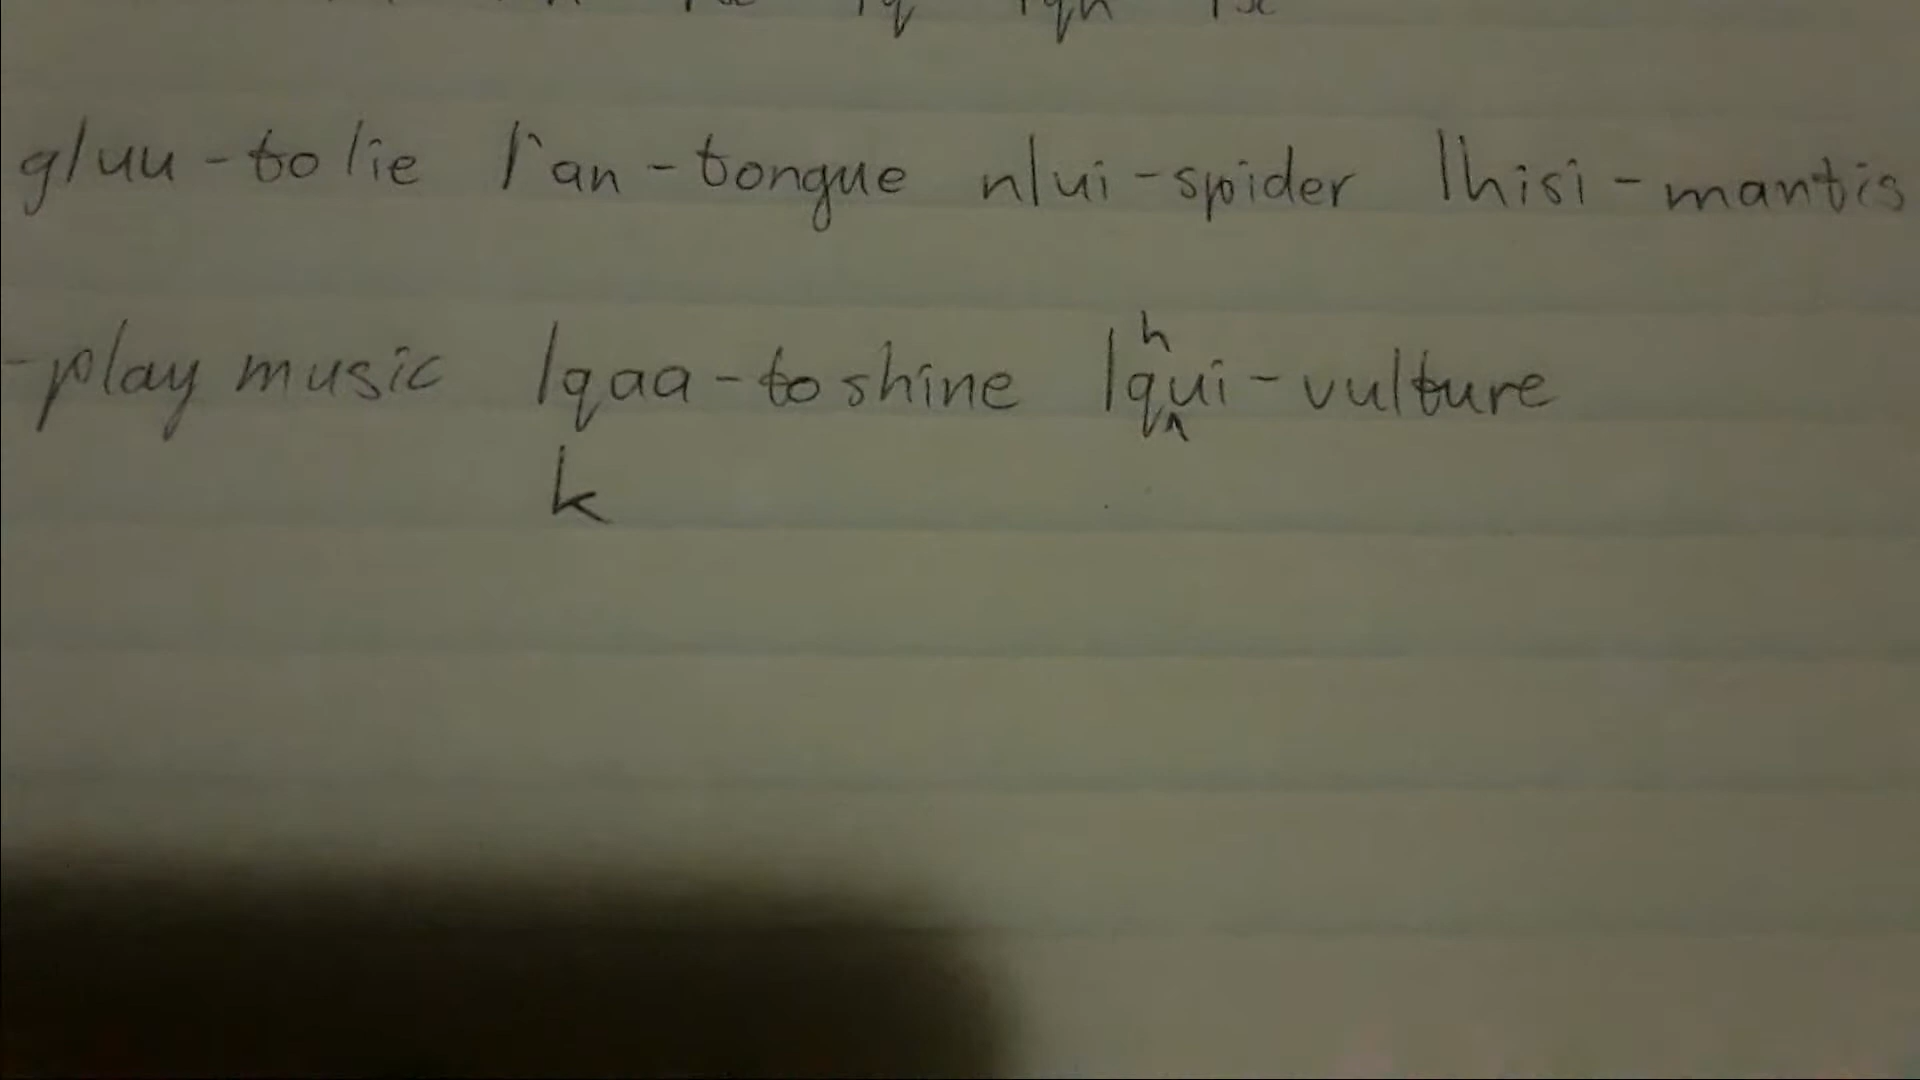 g|uu - to lie |'an - tongue n|ui - spider |hisi - mantis
- play music |qaa - to shine |qhui - vulture
k